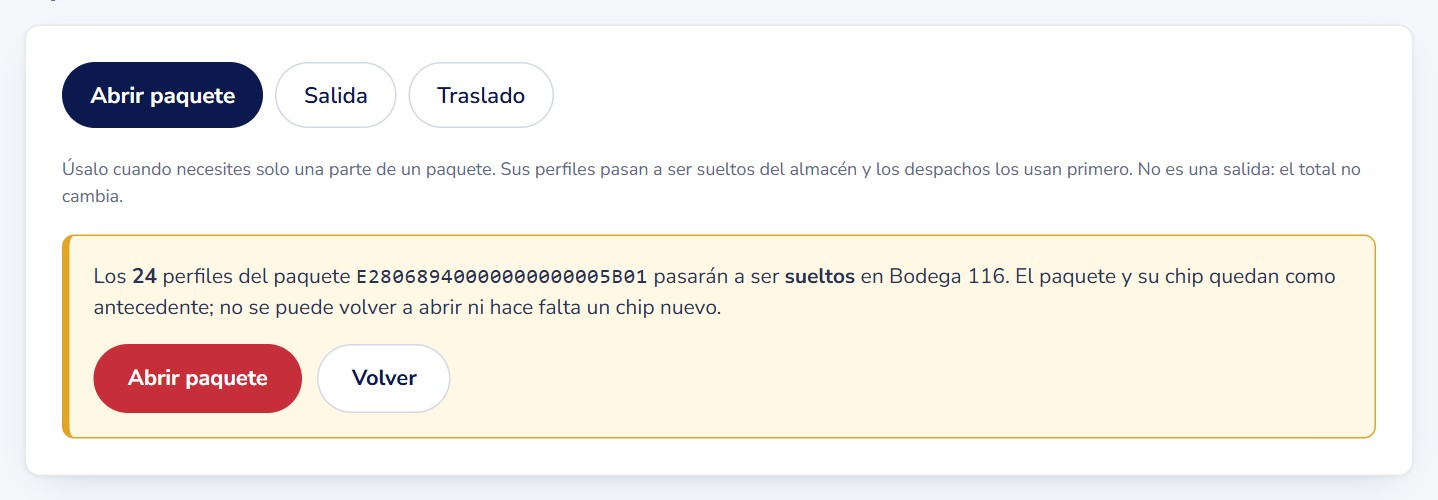 Abrir paquete
Salida
Traslado
Úsalo cuando necesites solo una parte de un paquete. Sus perfiles pasan a ser sueltos del almacén y los despachos los usan primero. No es una salida: el total no
cambia.
Los 24 perfiles del paquete E28068940000000000005B01 pasarán a ser sueltos en Bodega 116. El paquete y su chip quedan como
antecedente; no se puede volver a abrir ni hace falta un chip nuevo.
Abrir paquete
Volver